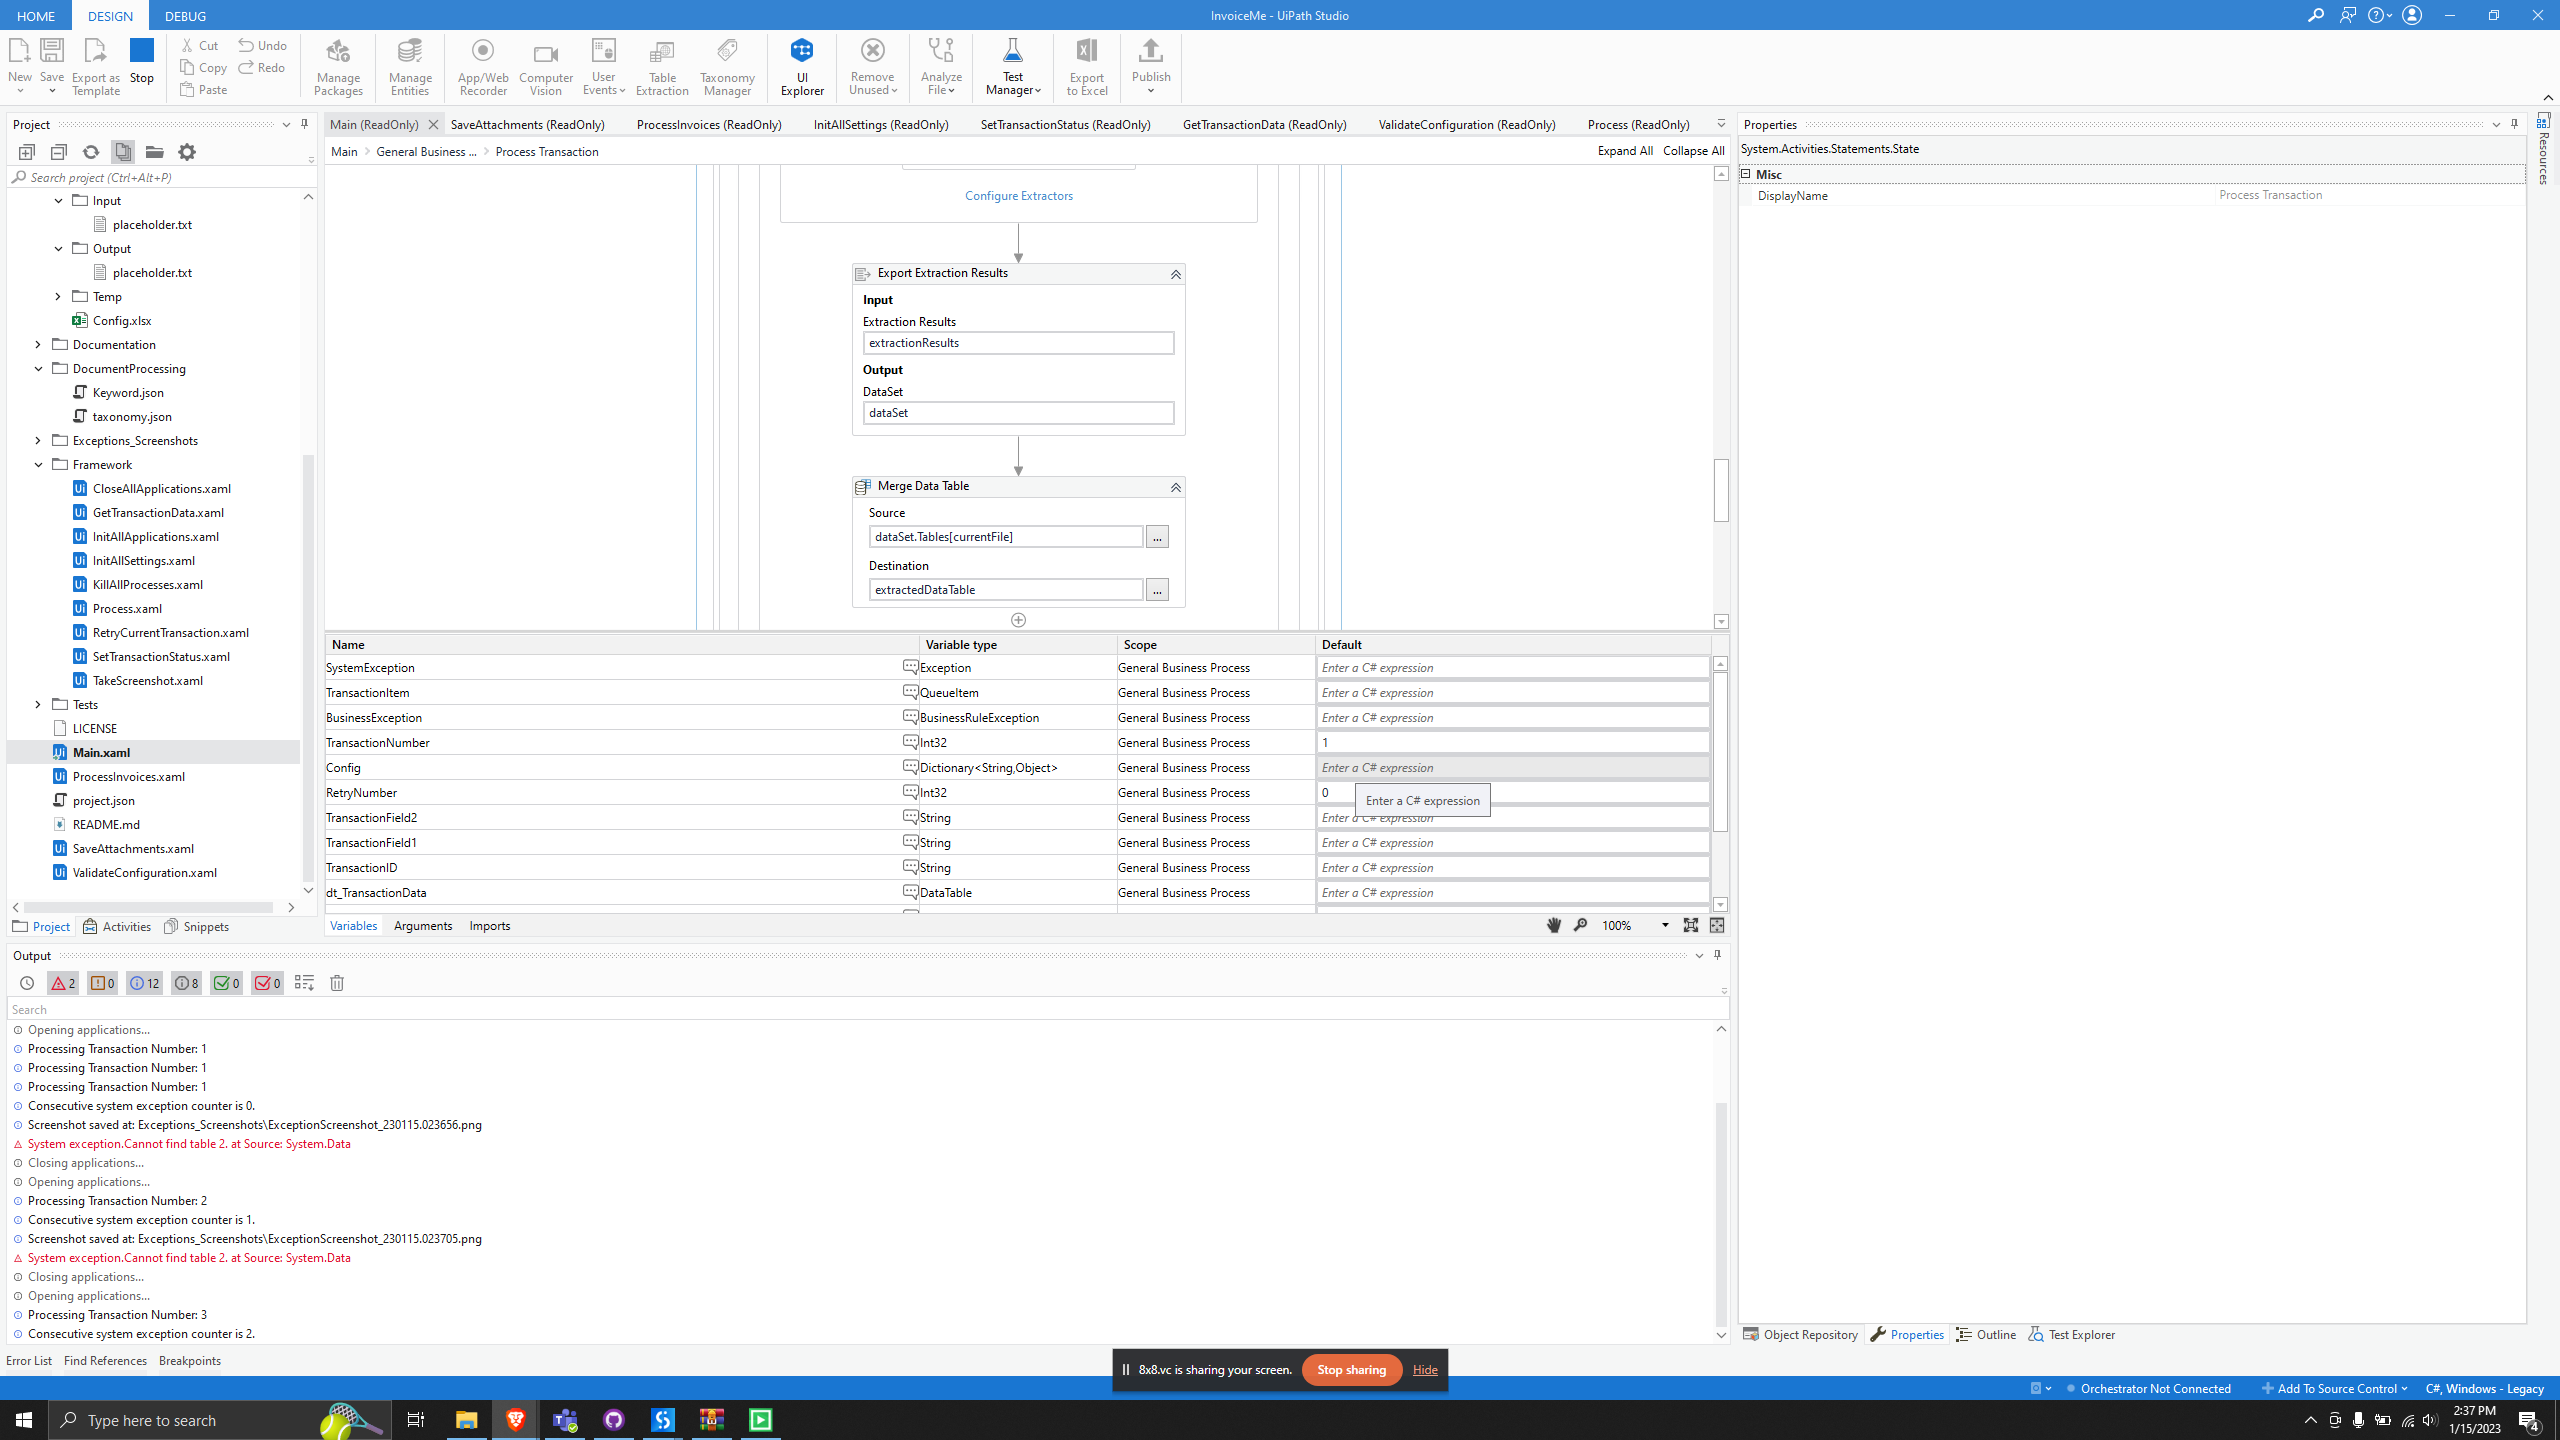 HOME DESIGN DEBUG
InvoiceMe - UiPath Studio
New
Save
Export as Template
Stop
Cut
Copy
Paste
Undo
Redo
Manage Packages
Manage Entities
App/Web Recorder
Computer Vision
User Events
Table Extraction
Taxonomy Manager
UI Explorer
Remove Unused
Analyze File
Test Manager
Export to Excel
Publish
Project
Search project (Ctrl+Alt+P)
Input
placeholder.txt
Output
placeholder.txt
Temp
Config.xlsx
Documentation
DocumentProcessing
Keyword.json
taxonomy.json
Exceptions_Screenshots
Framework
CloseAllApplications.xaml
GetTransactionData.xaml
InitAllApplications.xaml
InitAllSettings.xaml
KillAllProcesses.xaml
Process.xaml
RetryCurrentTransaction.xaml
SetTransactionStatus.xaml
TakeScreenshot.xaml
Tests
LICENSE
Main.xaml
ProcessInvoices.xaml
project.json
README.md
SaveAttachments.xaml
ValidateConfiguration.xaml
Project Activities Snippets
Main (ReadOnly) SaveAttachments (ReadOnly) ProcessInvoices (ReadOnly) InitAllSettings (ReadOnly) SetTransactionStatus (ReadOnly) GetTransactionData (ReadOnly) ValidateConfiguration (ReadOnly) Process (ReadOnly)
Main General Business ... Process Transaction
Expand All Collapse All
Configure Extractors
Export Extraction Results
Input
Extraction Results
extractionResults
Output
DataSet
dataSet
Merge Data Table
Source
dataSet.Tables[currentFile]
...
Destination
extractedDataTable
...
Name Variable type Scope Default
SystemException Exception General Business Process Enter a C# expression
TransactionItem QueueItem General Business Process Enter a C# expression
BusinessException BusinessRuleException General Business Process Enter a C# expression
TransactionNumber Int32 General Business Process 1
Config Dictionary<String,Object> General Business Process Enter a C# expression
RetryNumber Int32 General Business Process 0
Enter a C# expression
TransactionField2 String General Business Process Enter a C# expression
TransactionField1 String General Business Process Enter a C# expression
TransactionID String General Business Process Enter a C# expression
dt_TransactionData DataTable General Business Process Enter a C# expression
Variables Arguments Imports
100%
Properties
System.Activities.Statements.State
Misc
DisplayName Process Transaction
Resources
Object Repository Properties Outline Test Explorer
Output
2 0 12 8 0 0
Search
Opening applications...
Processing Transaction Number: 1
Processing Transaction Number: 1
Processing Transaction Number: 1
Consecutive system exception counter is 0.
Screenshot saved at: Exceptions_Screenshots\ExceptionScreenshot_230115.023656.png
System exception.Cannot find table 2. at Source: System.Data
Closing applications...
Opening applications...
Processing Transaction Number: 2
Consecutive system exception counter is 1.
Screenshot saved at: Exceptions_Screenshots\ExceptionScreenshot_230115.023705.png
System exception.Cannot find table 2. at Source: System.Data
Closing applications...
Opening applications...
Processing Transaction Number: 3
Consecutive system exception counter is 2.
Error List Find References Breakpoints
8x8.vc is sharing your screen. Stop sharing Hide
Orchestrator Not Connected Add To Source Control C#, Windows - Legacy
Type here to search
2:37 PM
1/15/2023
4